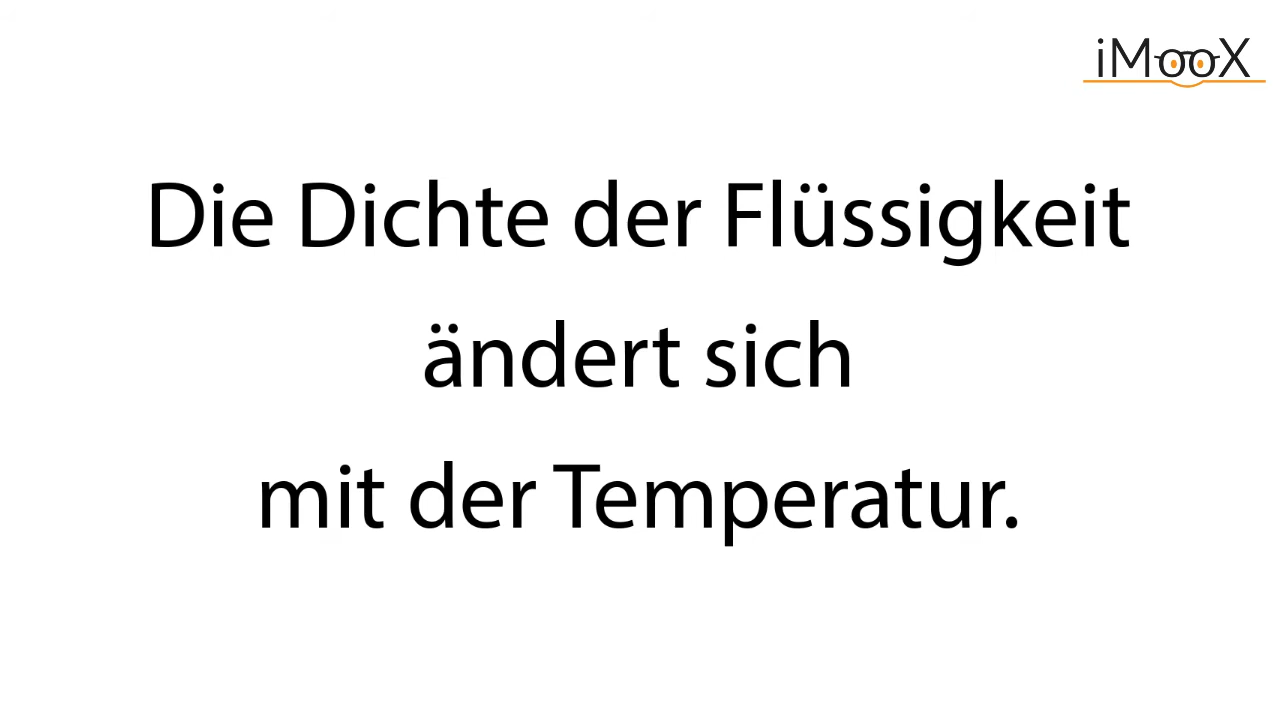 iMooX
Die Dichte der Flüssigkeit
ändert sich
mit der Temperatur.